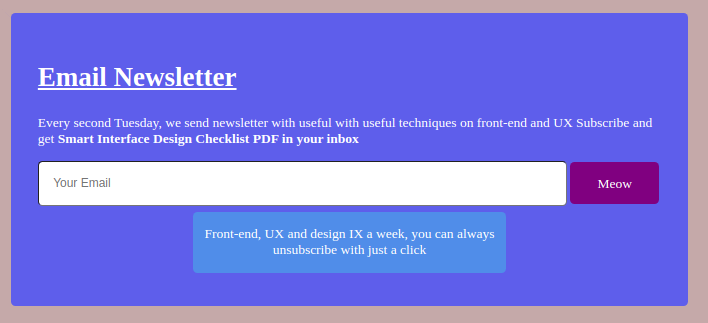 Email Newsletter
Every second Tuesday, we send newsletter with useful with useful techniques on front-end and UX Subscribe and
get Smart Interface Design Checklist PDF in your inbox
Your Email
Meow
Front-end, UX and design IX a week, you can always
unsubscribe with just a click